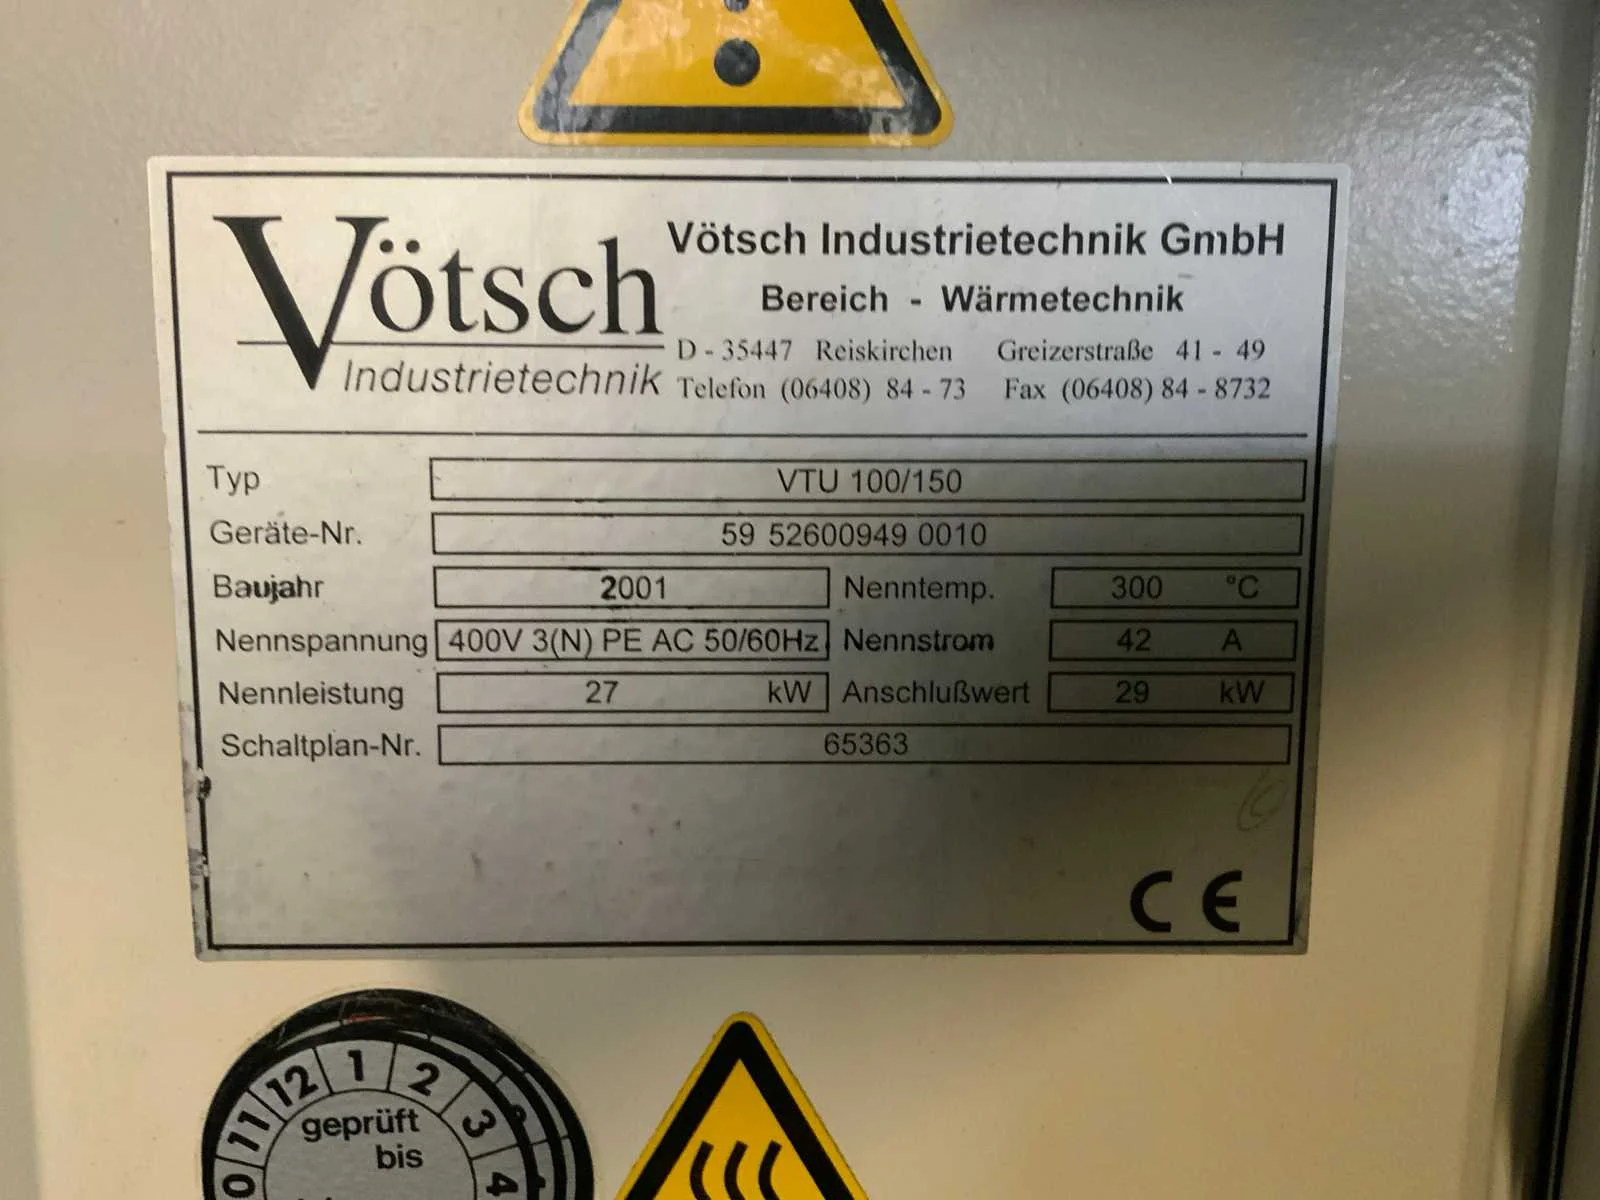 Vötsch
Industrietechnik
Vötsch Industrietechnik GmbH
Bereich - Wärmetechnik
D - 35447 Reiskirchen Greizerstraße 41 - 49
Telefon (06408) 84 - 73 Fax (06408) 84 - 8732
Typ VTU 100/150
Geräte-Nr. 59 52600949 0010
Baujahr 2001 Nenntemp. 300 °C
Nennspannung 400V 3(N) PE AC 50/60Hz Nennstrom 42 A
Nennleistung 27 kW Anschlußwert 29 kW
Schaltplan-Nr. 65363
CE
11 12 1 2 3 4
geprüft
bis